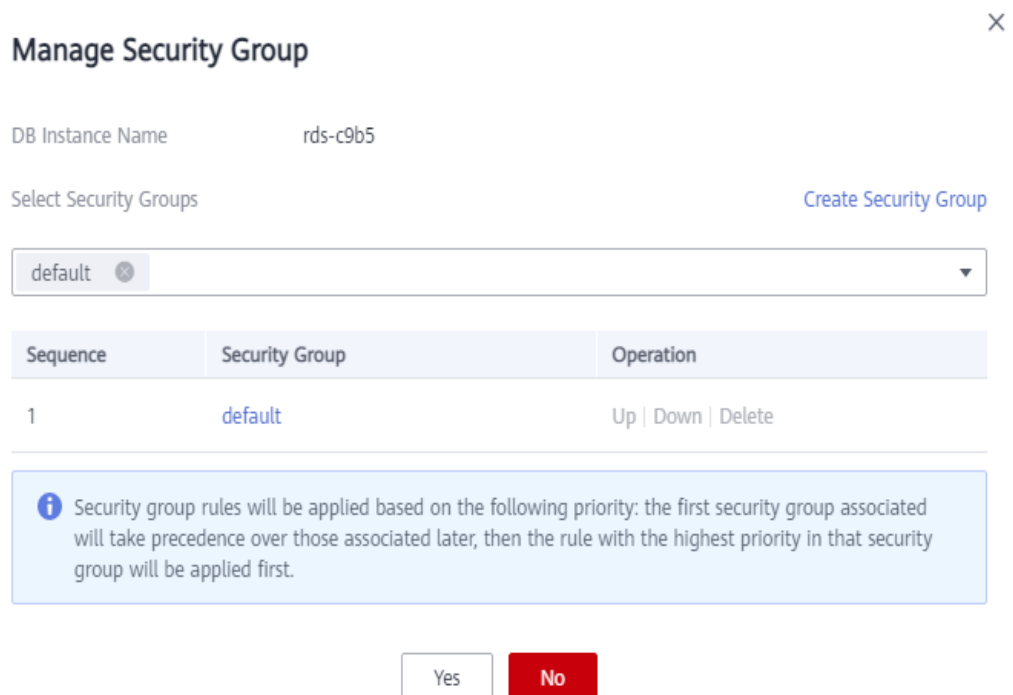 Manage Security Group
DB Instance Name rds-c9b5
Select Security Groups Create Security Group
default
Sequence Security Group Operation
1 default Up | Down | Delete
Security group rules will be applied based on the following priority: the first security group associated
will take precedence over those associated later, then the rule with the highest priority in that security
group will be applied first.
Yes No